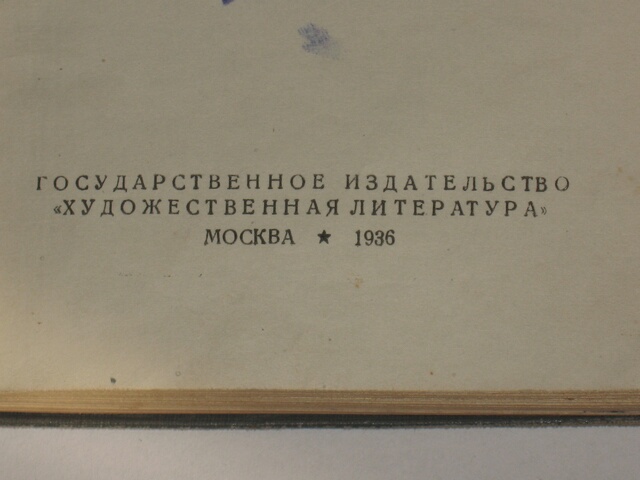 ГОСУДАРСТВЕННОЕ ИЗДАТЕЛЬСТВО
«ХУДОЖЕСТВЕННАЯ ЛИТЕРАТУРА»
МОСКВА ★ 1936